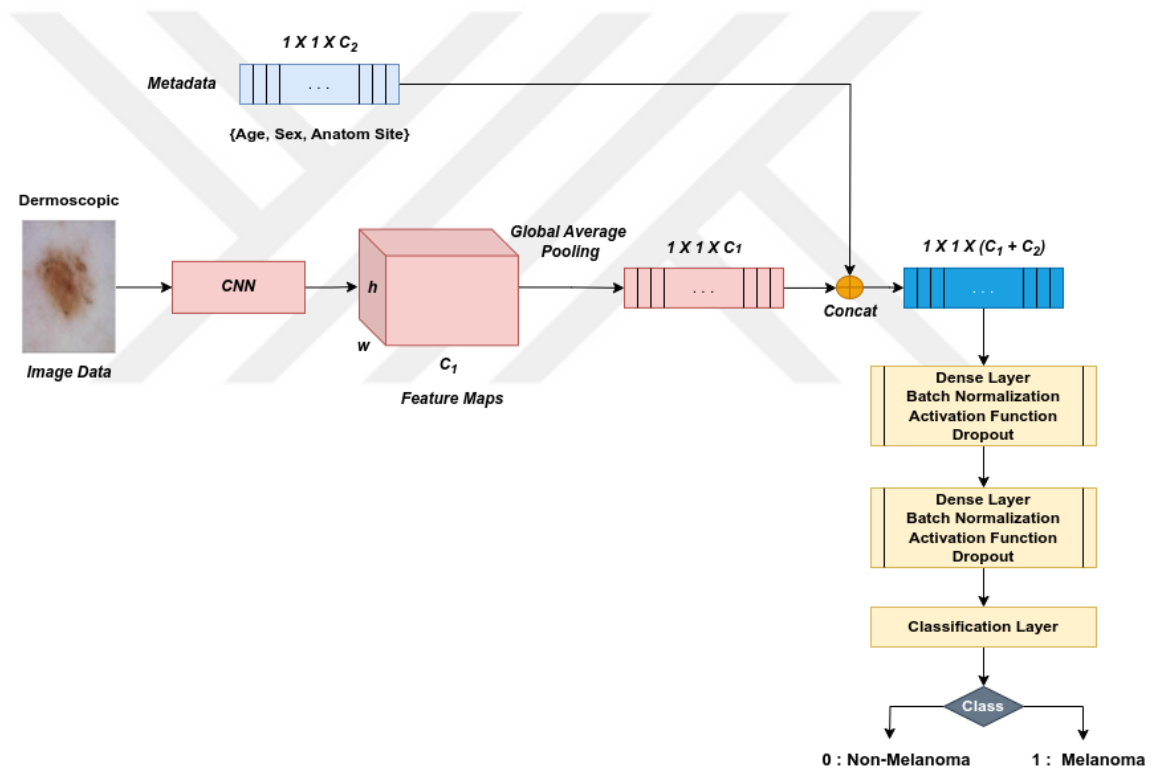 1 X 1 X C₂
Metadata
. . .
{Age, Sex, Anatom Site}
Dermoscopic
Image Data
CNN
h
w
C₁
Feature Maps
Global Average
Pooling
1 X 1 X C₁
. . .
Concat
1 X 1 X (C₁ + C₂)
. . .
Dense Layer
Batch Normalization
Activation Function
Dropout
Dense Layer
Batch Normalization
Activation Function
Dropout
Classification Layer
Class
0 : Non-Melanoma
1 : Melanoma